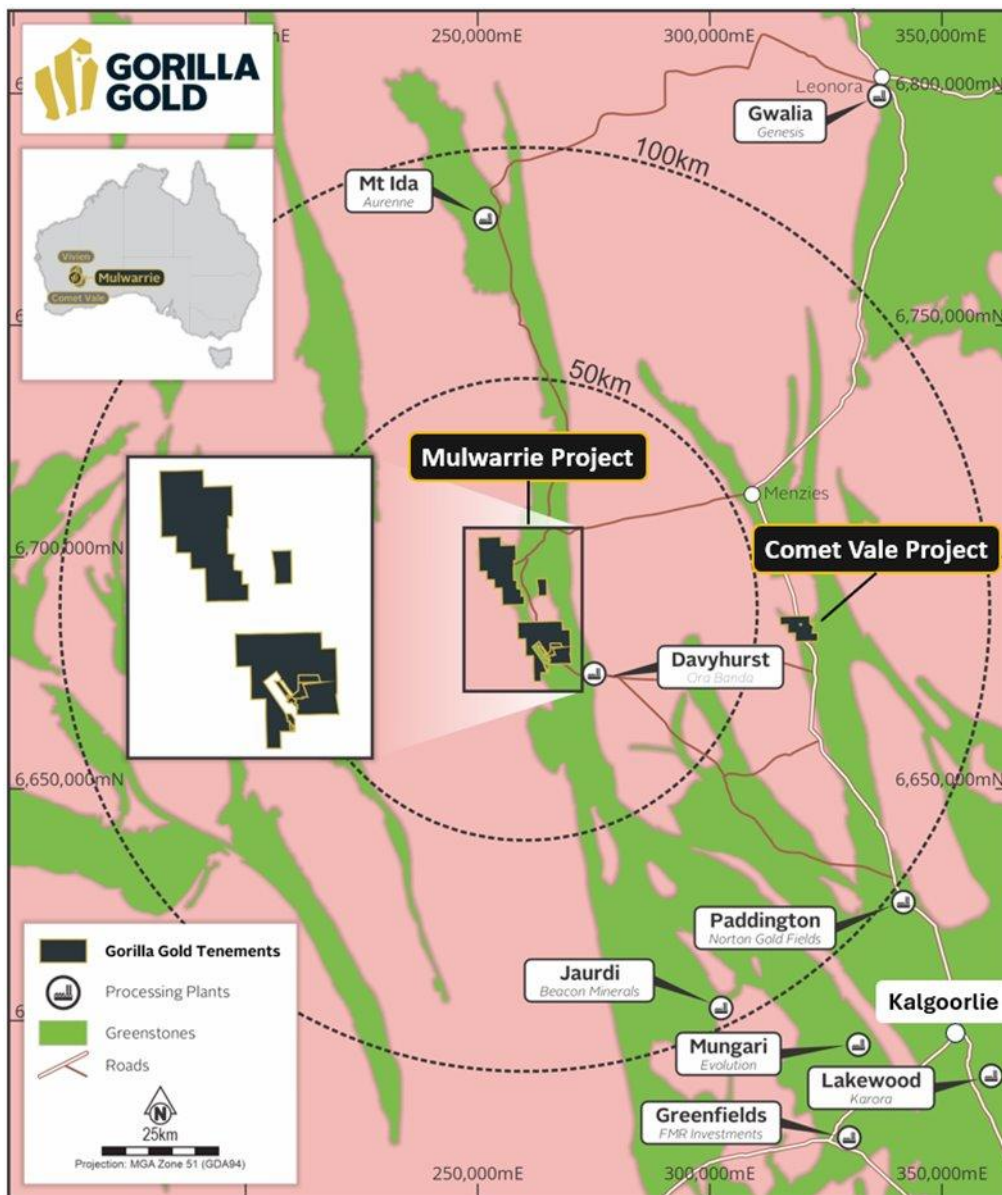 GORILLA
GOLD
250,000mE
300,000mE
350,000mE
6,800,000mN
Leonora
Gwalia
Genesis
100km
Mt Ida
Aurenne
Vivien
Mulwarrie
Comet Vale
6,750,000mN
50km
Mulwarrie Project
Menzies
6,700,000mN
Comet Vale Project
Davyhurst
Ora Banda
6,650,000mN
6,650,000mN
Paddington
Norton Gold Fields
Jaurdi
Beacon Minerals
Kalgoorlie
Mungari
Evolution
Lakewood
Karora
Greenfields
FMR Investments
Gorilla Gold Tenements
Processing Plants
Greenstones
Roads
N
25km
Projection: MGA Zone 51 (GDA94)
250,000mE
300,000mE
350,000mE